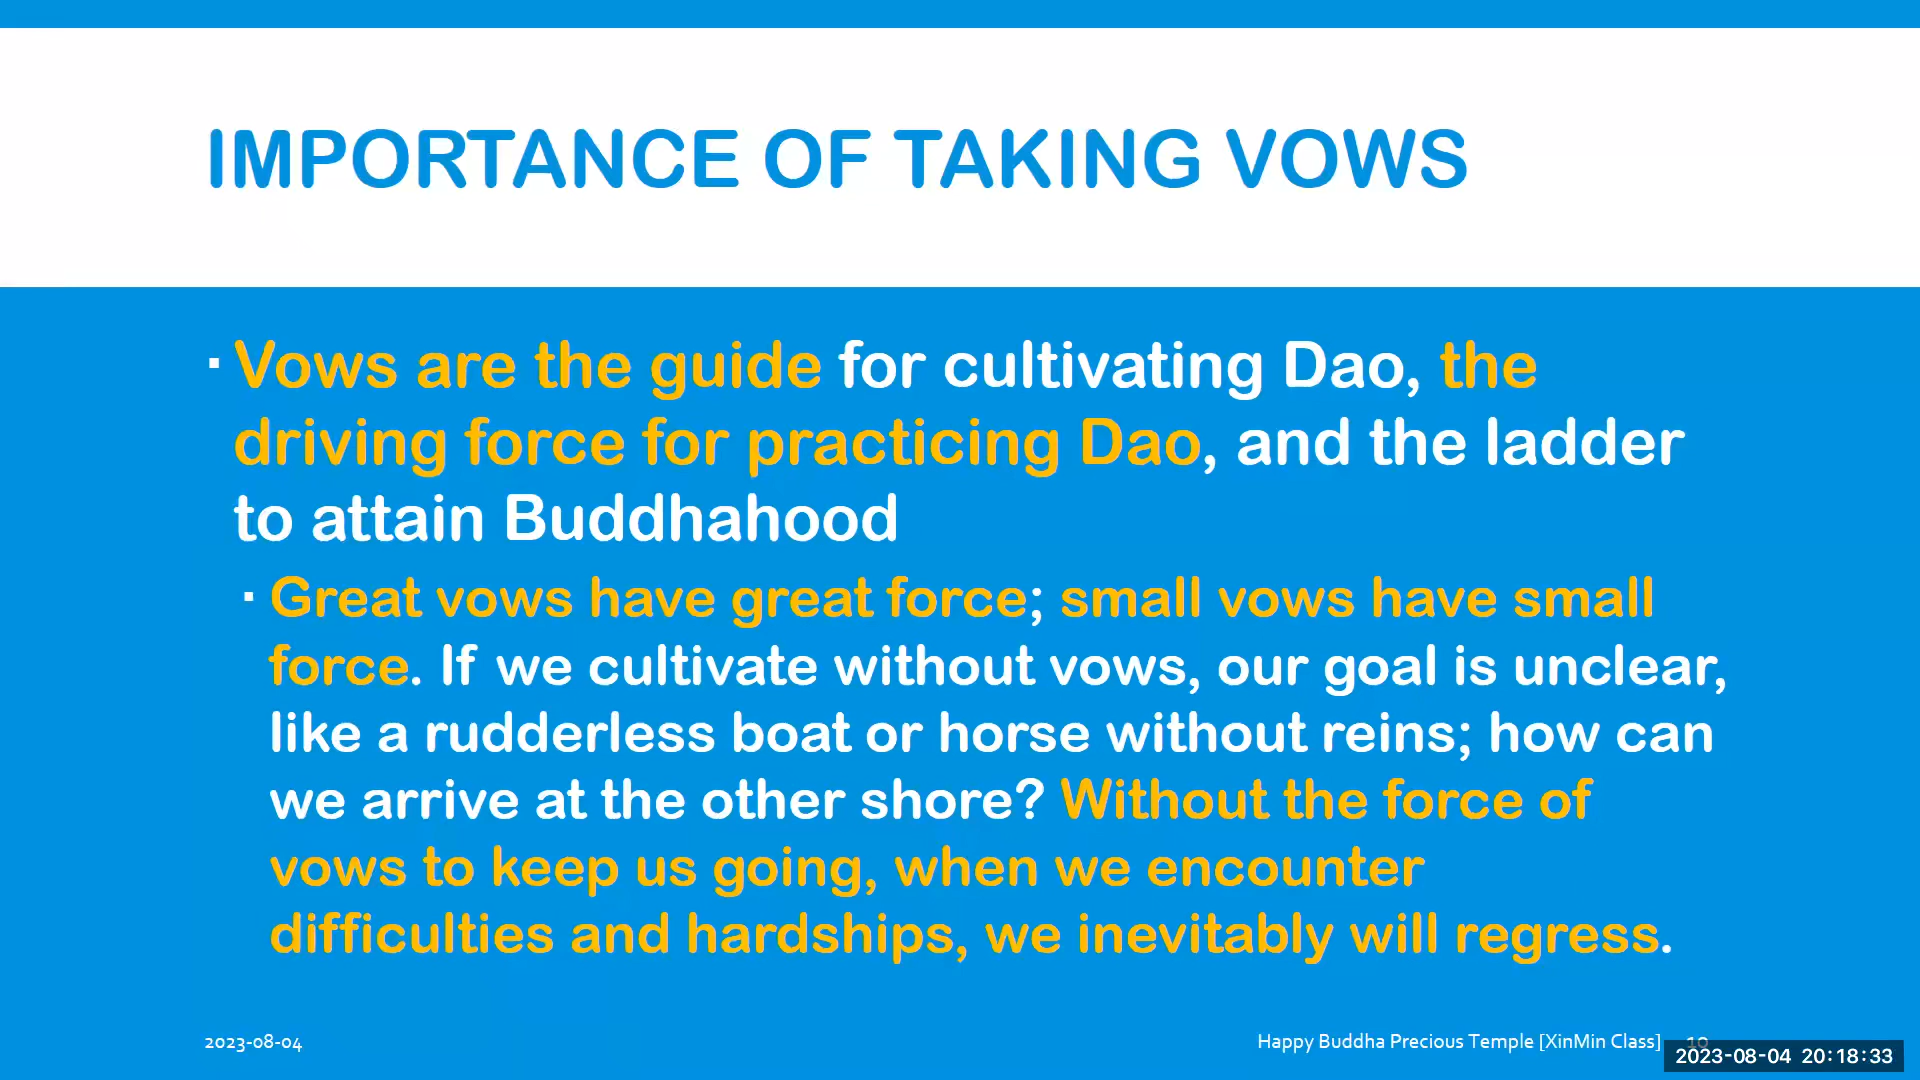 IMPORTANCE OF TAKING VOWS
▪ Vows are the guide for cultivating Dao, the
driving force for practicing Dao, and the ladder
to attain Buddhahood
▪ Great vows have great force; small vows have small
force. If we cultivate without vows, our goal is unclear,
like a rudderless boat or horse without reins; how can
we arrive at the other shore? Without the force of
vows to keep us going, when we encounter
difficulties and hardships, we inevitably will regress.
2023-08-04
Happy Buddha Precious Temple [XinMin Class]
2023-08-04 20:18:33